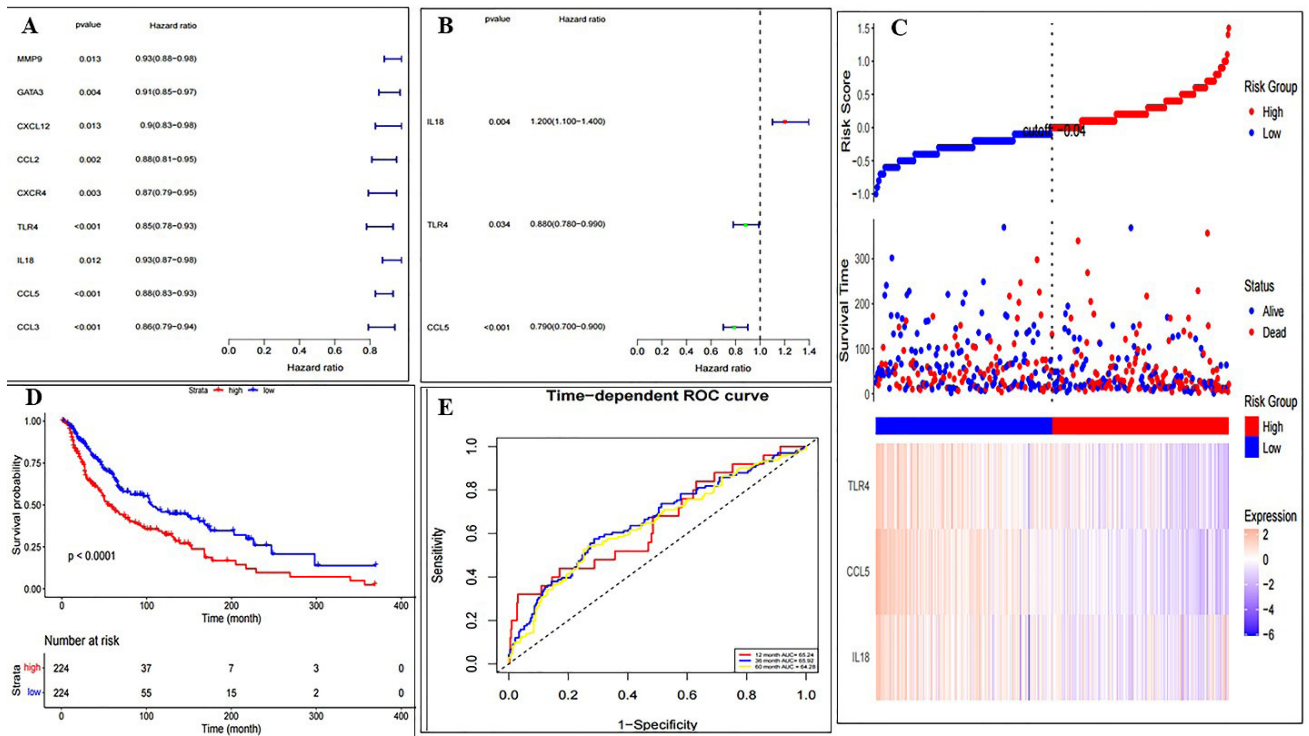 A
pvalue Hazard ratio
MMP9 0.013 0.93(0.88−0.98)
GATA3 0.004 0.91(0.85−0.97)
CXCL12 0.013 0.9(0.83−0.98)
CCL2 0.002 0.88(0.81−0.95)
CXCR4 0.003 0.87(0.79−0.95)
TLR4 <0.001 0.85(0.78−0.93)
IL18 0.012 0.93(0.87−0.98)
CCL5 <0.001 0.88(0.83−0.93)
CCL3 <0.001 0.86(0.79−0.94)
0.0 0.2 0.4 0.6 0.8
Hazard ratio
B
pvalue Hazard ratio
IL18 0.004 1.200(1.100−1.400)
TLR4 0.034 0.880(0.780−0.990)
CCL5 <0.001 0.790(0.700−0.900)
0.0 0.2 0.4 0.6 0.8 1.0 1.2 1.4
Hazard ratio
C
Risk Score
1.5
1.0
0.5
0.0
−0.5
−1.0
cutoff −0.04
Risk Group
High
Low
Survival Time
300
200
100
0
Status
Alive
Dead
Risk Group
High
Low
TLR4
CCL5
IL18
Expression
2
0
−2
−4
−6
D
Strata high low
Survival probability
1.00
0.75
0.50
0.25
0.00
p < 0.0001
0 100 200 300 400
Time (month)
Number at risk
Strata
high 224 37 7 3 0
low 224 55 15 2 0
0 100 200 300 400
Time (month)
E
Time−dependent ROC curve
Sensitivity
1.0
0.8
0.6
0.4
0.2
0.0
12 month AUC= 65.24
36 month AUC= 65.92
60 month AUC = 64.28
0.0 0.2 0.4 0.6 0.8 1.0
1−Specificity